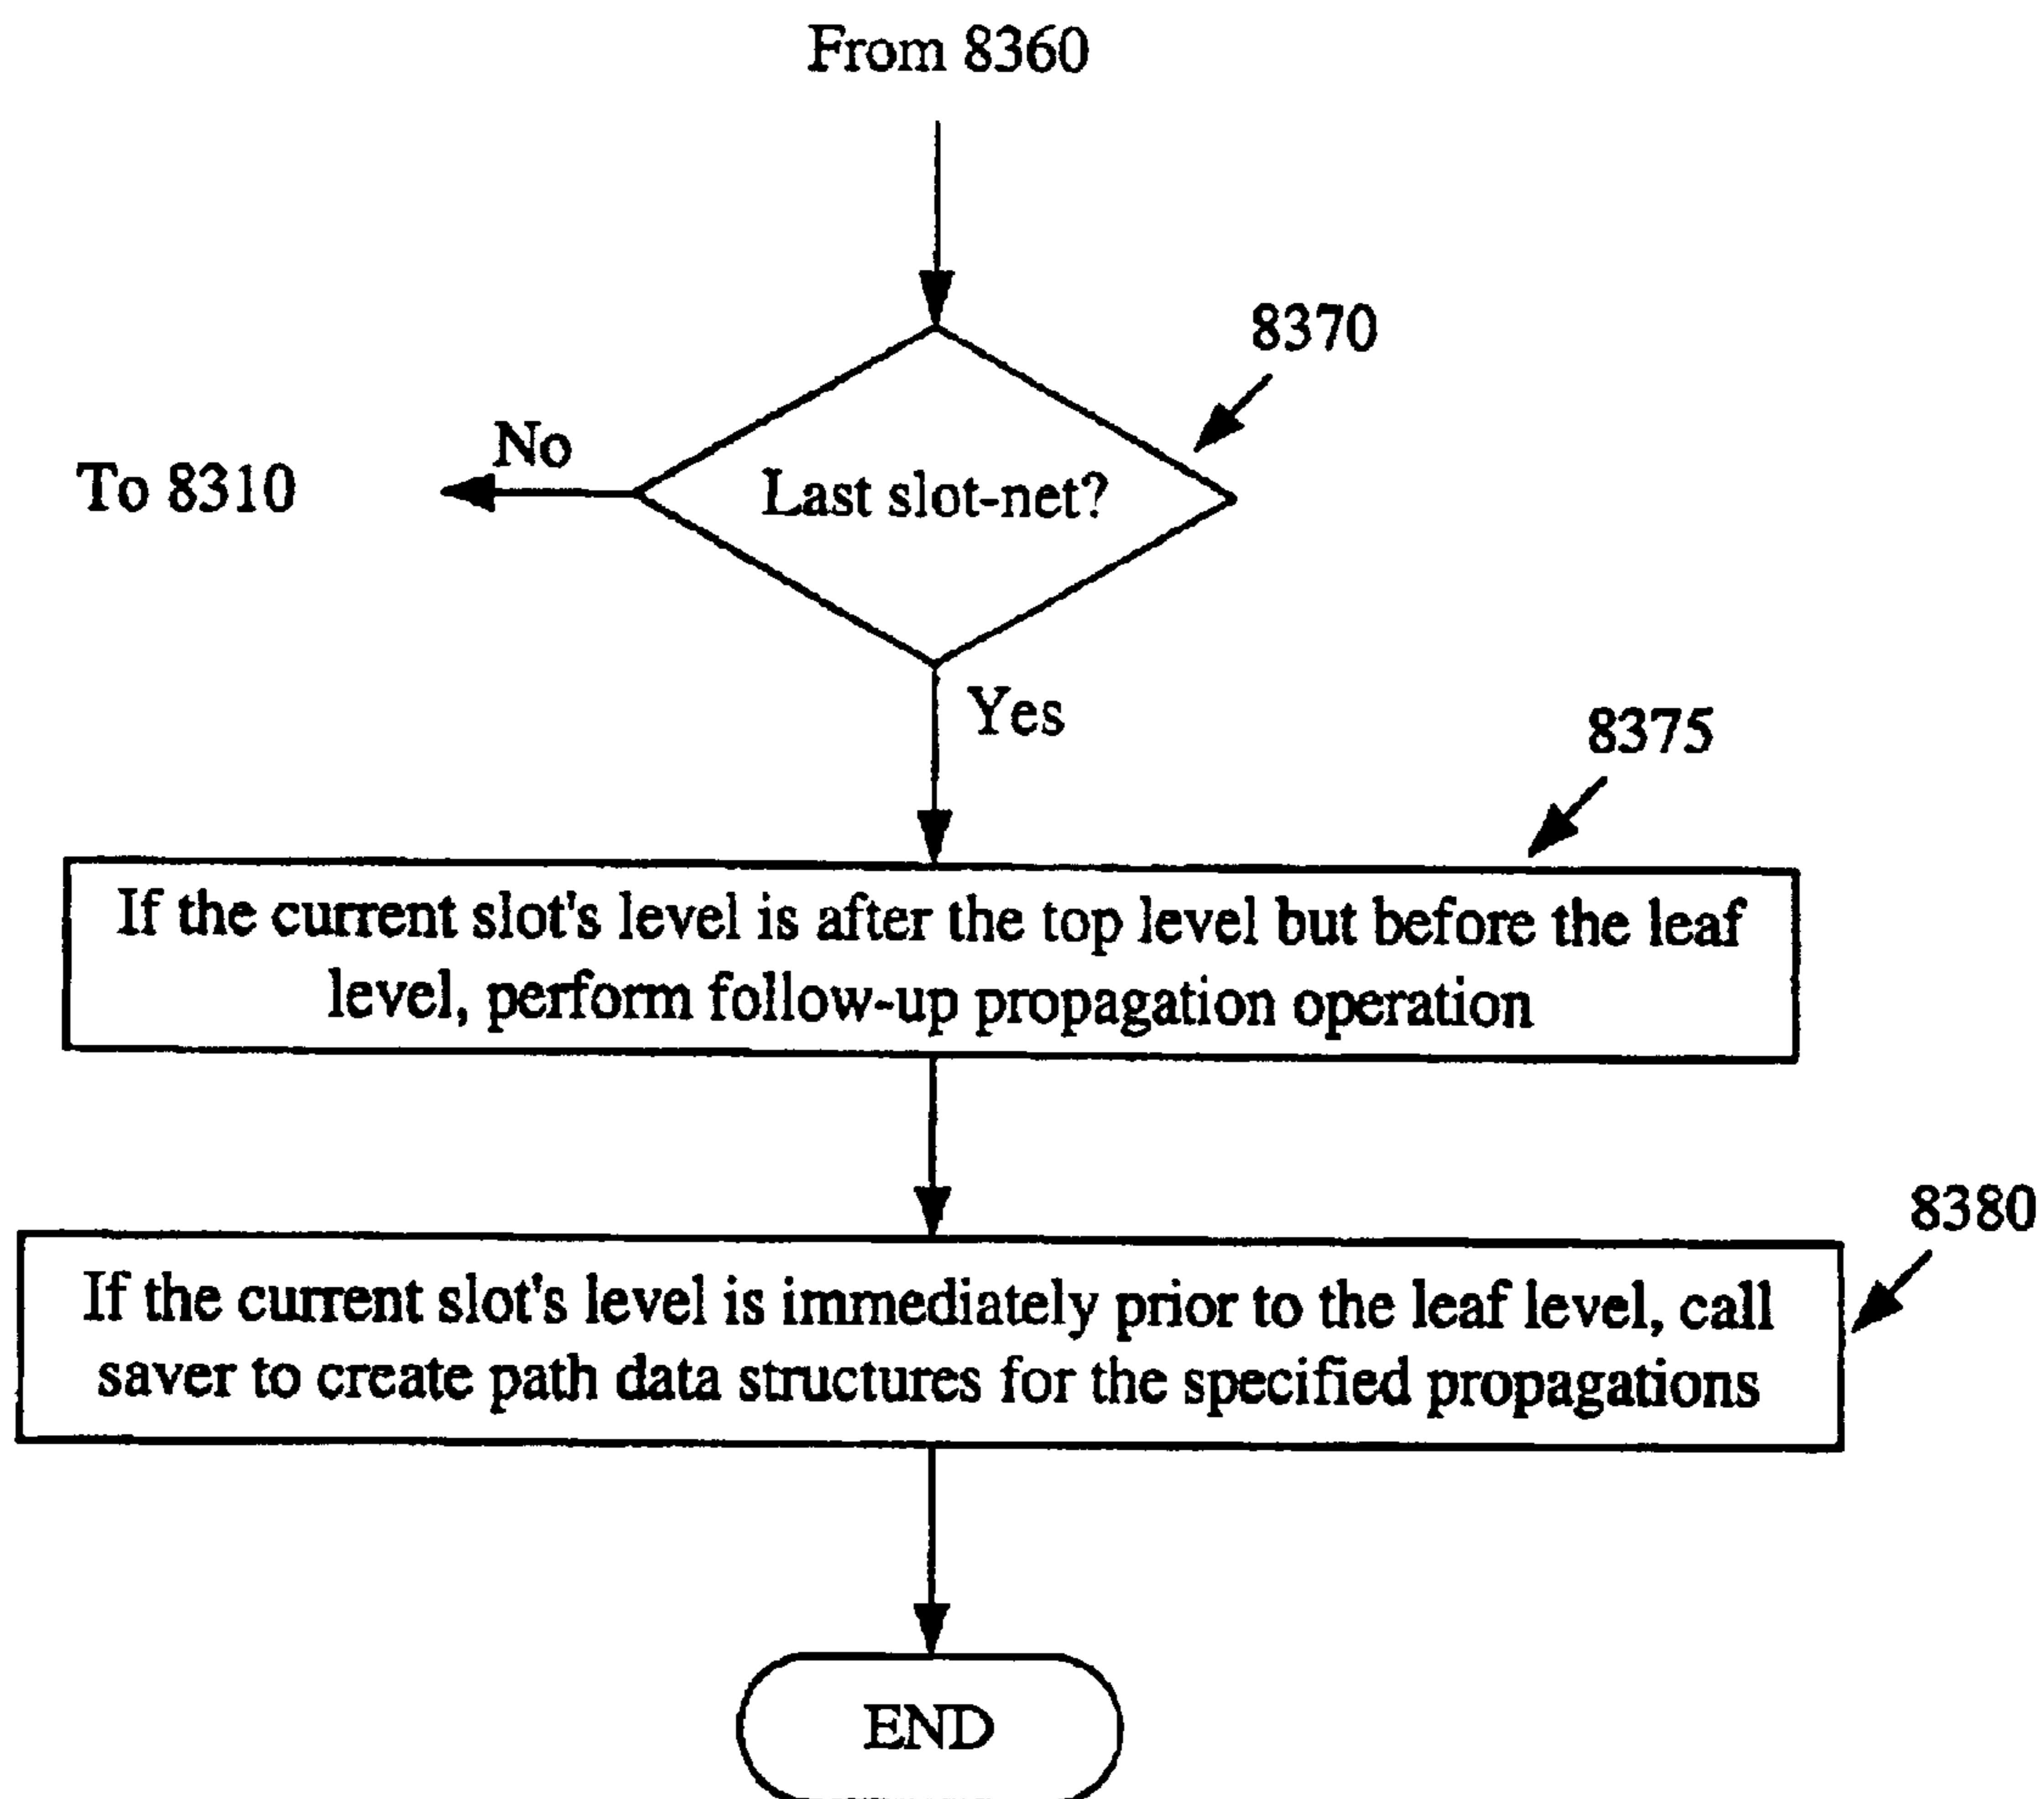 From 8360
8370
No
To 8310
Last slot-net?
Yes
8375
If the current slot's level is after the top level but before the leaf
level, perform follow-up propagation operation
8380
If the current slot's level is immediately prior to the leaf level, call
saver to create path data structures for the specified propagations
END